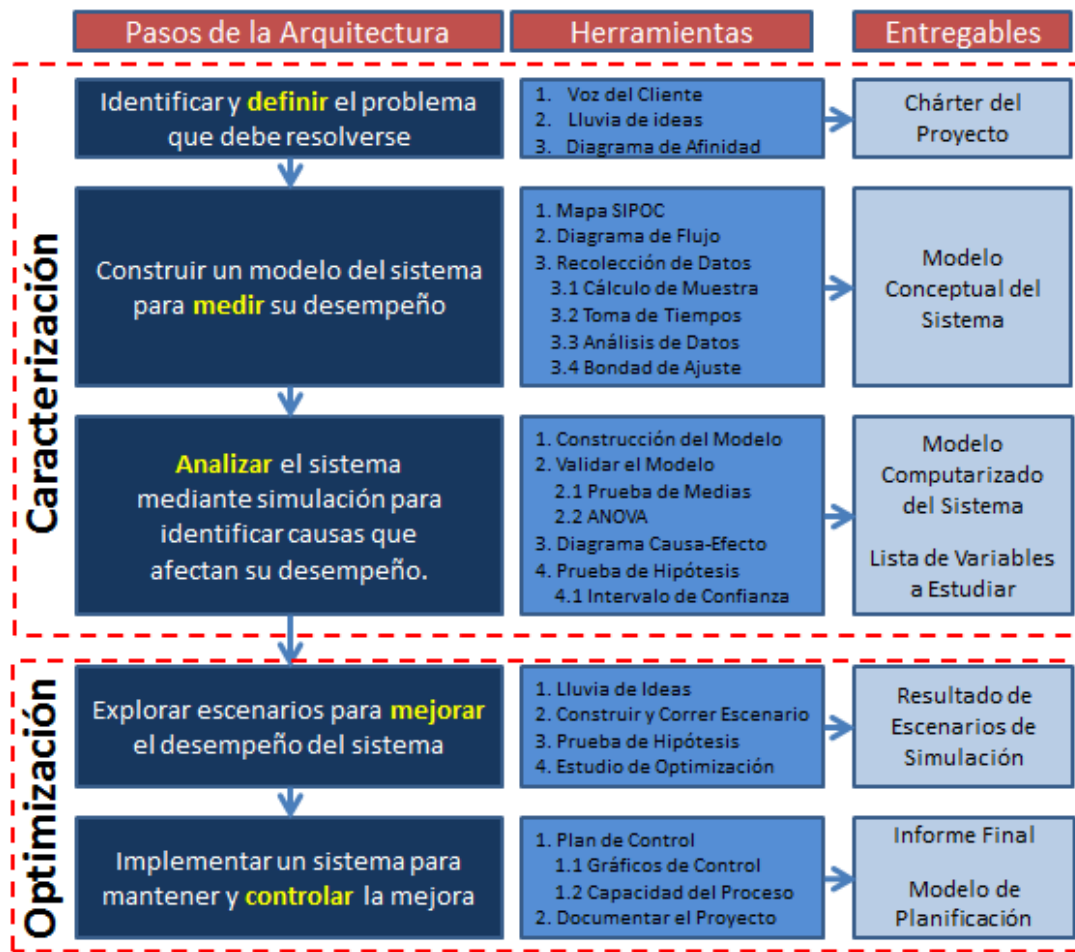 Pasos de la Arquitectura
Herramientas
Entregables
Caracterización
Identificar y definir el problema
que debe resolverse
1. Voz del Cliente
2. Lluvia de ideas
3. Diagrama de Afinidad
Chárter del
Proyecto
Construir un modelo del sistema
para medir su desempeño
1. Mapa SIPOC
2. Diagrama de Flujo
3. Recolección de Datos
3.1 Cálculo de Muestra
3.2 Toma de Tiempos
3.3 Análisis de Datos
3.4 Bondad de Ajuste
Modelo
Conceptual del
Sistema
Analizar el sistema
mediante simulación para
identificar causas que
afectan su desempeño.
1. Construcción del Modelo
2. Validar el Modelo
2.1 Prueba de Medias
2.2 ANOVA
3. Diagrama Causa-Efecto
4. Prueba de Hipótesis
4.1 Intervalo de Confianza
Modelo
Computarizado
del Sistema
Lista de Variables
a Estudiar
Optimización
Explorar escenarios para mejorar
el desempeño del sistema
1. Lluvia de Ideas
2. Construir y Correr Escenario
3. Prueba de Hipótesis
4. Estudio de Optimización
Resultado de
Escenarios de
Simulación
Implementar un sistema para
mantener y controlar la mejora
1. Plan de Control
1.1 Gráficos de Control
1.2 Capacidad del Proceso
2. Documentar el Proyecto
Informe Final
Modelo de
Planificación